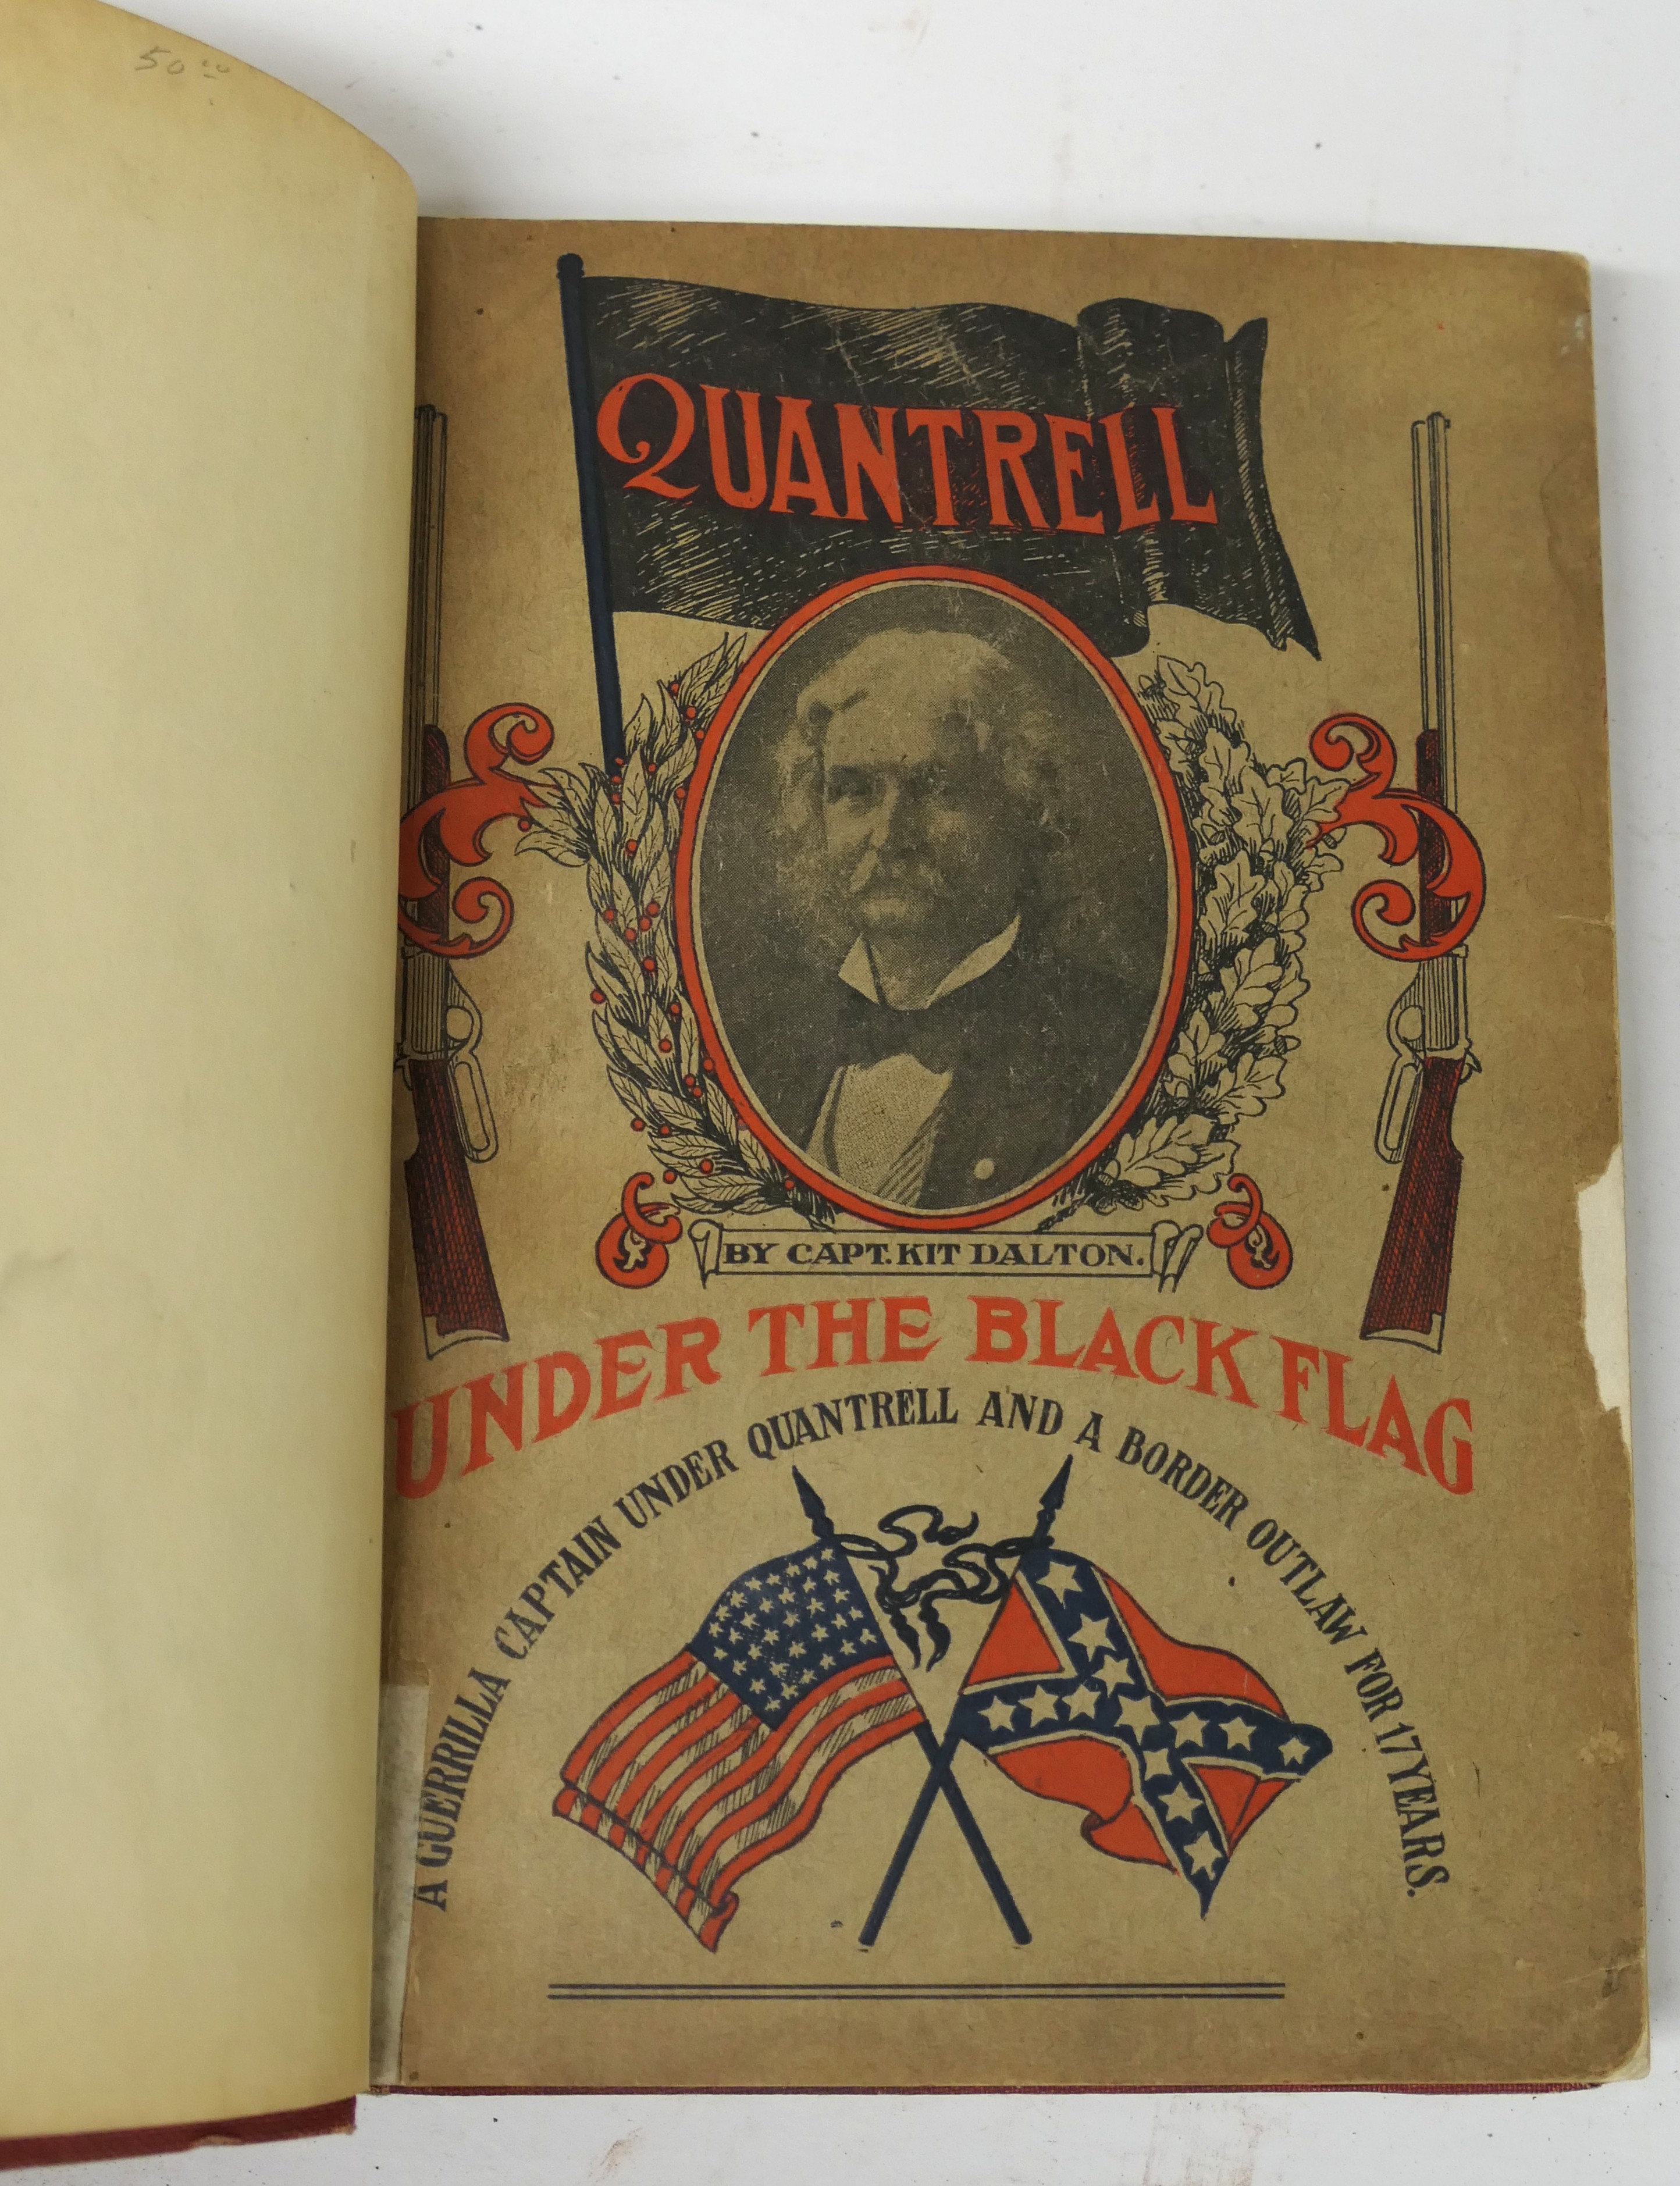 50 00
QUANTRELL
BY CAPT. KIT DALTON.
UNDER THE BLACK FLAG
A GUERRILLA CAPTAIN UNDER QUANTRELL AND A BORDER OUTLAW FOR 17 YEARS.